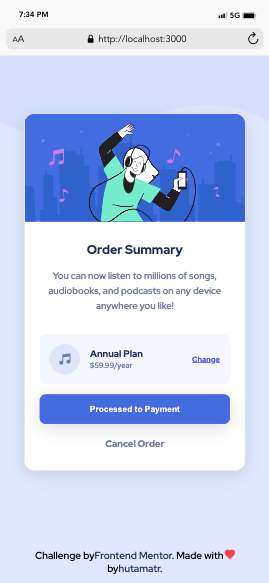 7:34 PM
5G
AA
http://localhost:3000
Order Summary
You can now listen to millions of songs,
audiobooks, and podcasts on any device
anywhere you like!
Annual Plan
$59.99/year
Change
Processed to Payment
Cancel Order
Challenge byFrontend Mentor. Made with❤
byhutamatr.